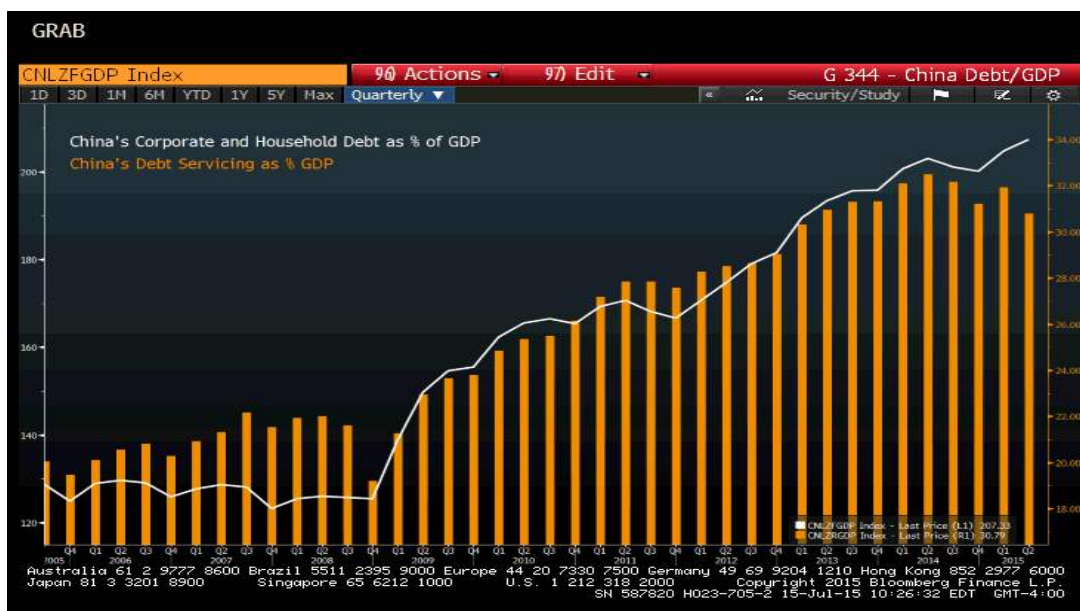 GRAB
CNLZFGDP Index 96) Actions 97) Edit G 344 - China Debt/GDP
1D 3D 1M 6M YTD 1Y 5Y Max Quarterly ▼ « Security/Study
China's Corporate and Household Debt as % of GDP
China's Debt Servicing as % GDP
34.00
200
32.00
30.00
180
28.00
26.00
160
24.00
22.00
140
20.00
18.00
120
CNLZFGDP Index - Last Price (L1) 207.33
CNLZRGDP Index - Last Price (R1) 30.79
Q4 Q1 Q2 Q3 Q4 Q1 Q2 Q3 Q4 Q1 Q2 Q3 Q4 Q1 Q2 Q3 Q4 Q1 Q2 Q3 Q4 Q1 Q2 Q3 Q4 Q1 Q2 Q3 Q4 Q1 Q2 Q3 Q4 Q1 Q2 Q3 Q4 Q1 Q2
2005 2006 2007 2008 2009 2010 2011 2012 2013 2014 2015
Australia 61 2 9777 8600 Brazil 5511 2395 9000 Europe 44 20 7330 7500 Germany 49 69 9204 1210 Hong Kong 852 2977 6000
Japan 81 3 3201 8900 Singapore 65 6212 1000 U.S. 1 212 318 2000 Copyright 2015 Bloomberg Finance L.P.
SN 587820 H023-705-2 15-Jul-15 10:26:32 EDT GMT-4:00